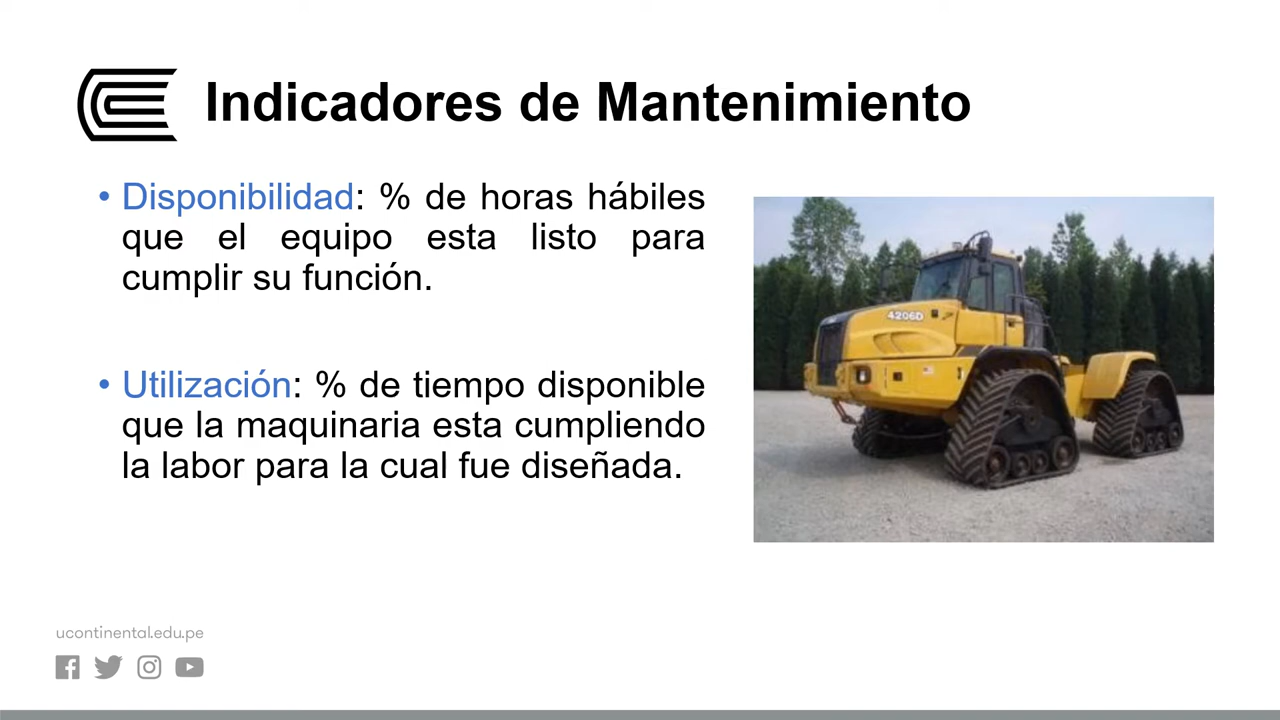 Indicadores de Mantenimiento
• Disponibilidad: % de horas hábiles
que el equipo esta listo para
cumplir su función.
• Utilización: % de tiempo disponible
que la maquinaria esta cumpliendo
la labor para la cual fue diseñada.
4206D
ucontinental.edu.pe